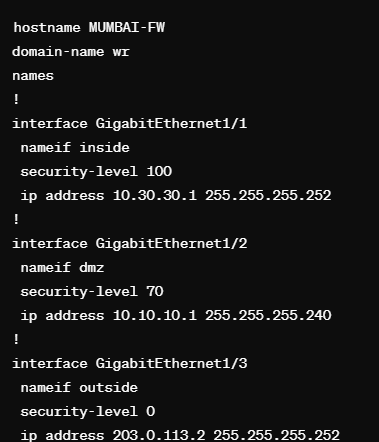 hostname MUMBAI-FW
domain-name wr
names
!
interface GigabitEthernet1/1
 nameif inside
 security-level 100
 ip address 10.30.30.1 255.255.255.252
!
interface GigabitEthernet1/2
 nameif dmz
 security-level 70
 ip address 10.10.10.1 255.255.255.240
!
interface GigabitEthernet1/3
 nameif outside
 security-level 0
 ip address 203.0.113.2 255.255.255.252